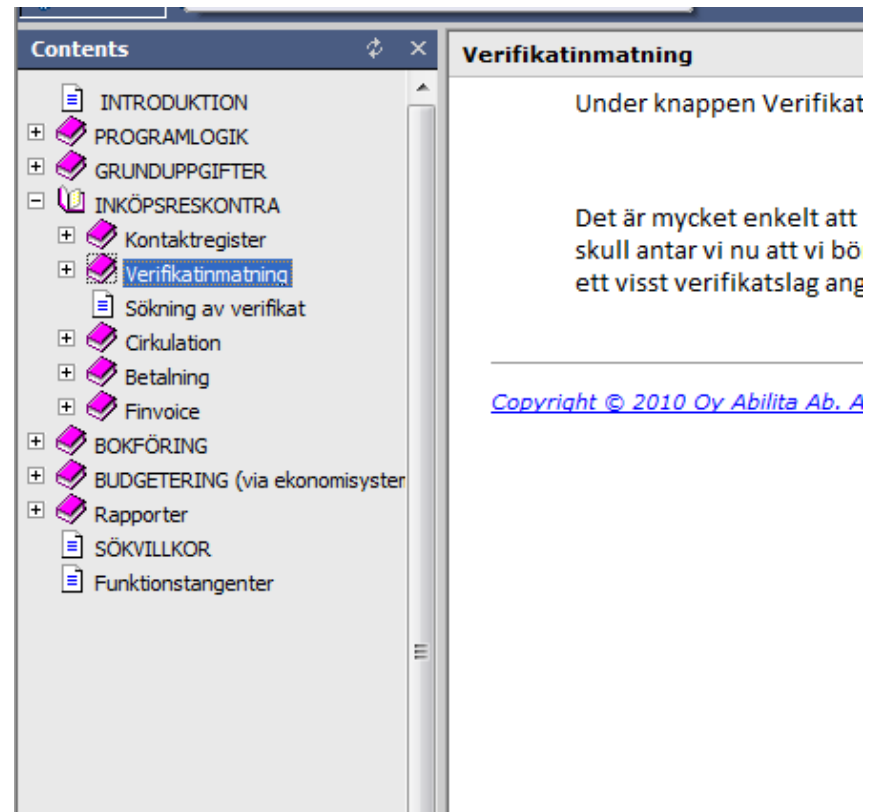 Contents
INTRODUKTION
PROGRAMLOGIK
GRUNDUPPGIFTER
INKÖPSRESKONTRA
Kontaktregister
Verifikatinmatning
Sökning av verifikat
Cirkulation
Betalning
Finvoice
BOKFÖRING
BUDGETERING (via ekonomisyster
Rapporter
SÖKVILLKOR
Funktionstangenter
Verifikatinmatning
Under knappen Verifikat
Det är mycket enkelt att
skull antar vi nu att vi bö
ett visst verifikatslag ang
Copyright © 2010 Oy Abilita Ab. A